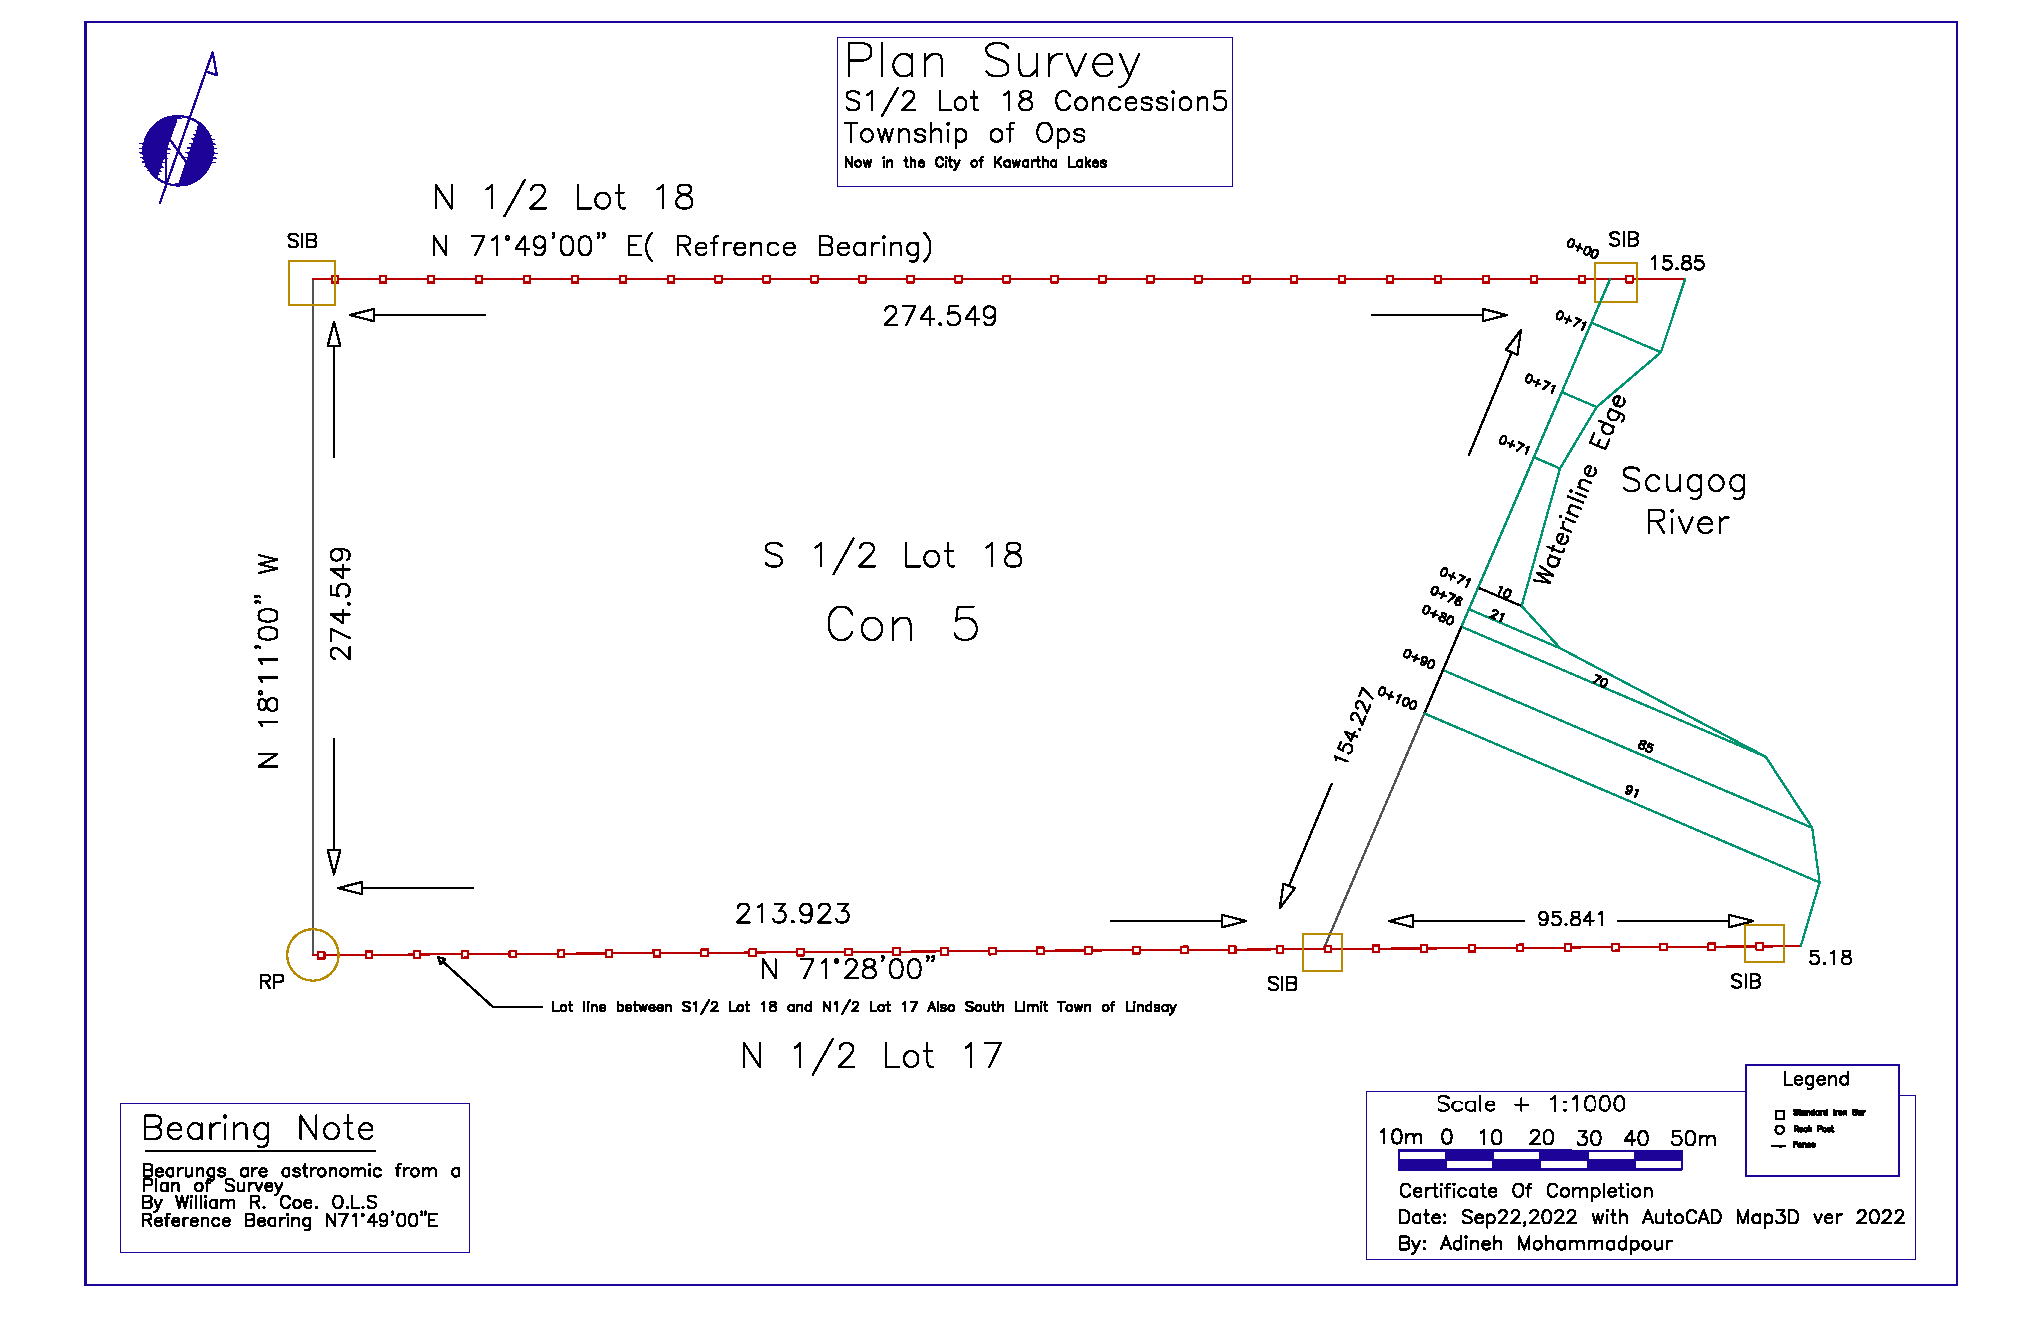 Plan Survey
S1/2 Lot 18 Concession5
Township of Ops
Now in the City of Kawartha Lakes
N 1/2 Lot 18
N 71°49'00" E( Refrence Bearing)
SIB
0+00
SIB
15.85
274.549
0+71
0+71
0+71
Waterinline Edge
Scugog
River
N 18°11'00" W
274.549
S 1/2 Lot 18
Con 5
0+71
10
0+76
21
0+80
70
0+90
85
0+100
91
154.227
213.923
95.841
N 71°28'00"
RP
SIB
SIB
5.18
Lot line between S1/2 Lot 18 and N1/2 Lot 17 Also South Limit Town of Lindsay
N 1/2 Lot 17
Bearing Note
Bearungs are astronomic from a
Plan of Survey
By William R. Coe. O.L.S
Reference Bearing N71°49'00"E
Scale + 1:1000
10m 0 10 20 30 40 50m
Certificate Of Completion
Date: Sep22,2022 with AutoCAD Map3D ver 2022
By: Adineh Mohammadpour
Legend
Standard Iron Bar
Rock Post
Fence